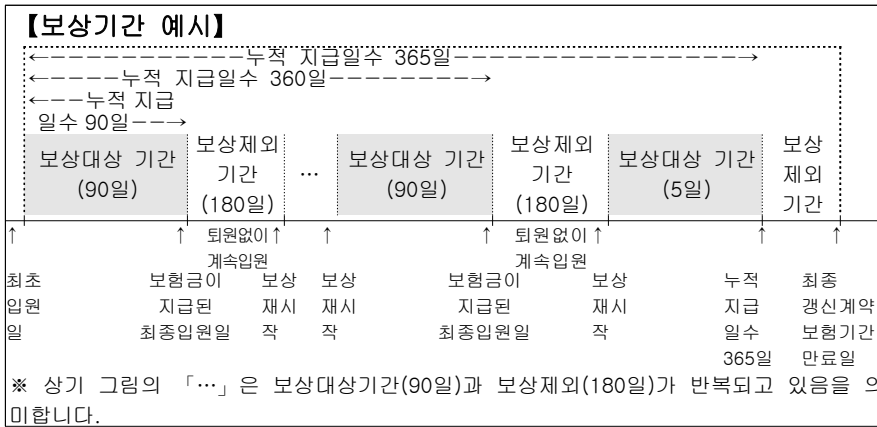 【보상기간 예시】
←−−−−−−−−−−−누적 지급일수 365일−−−−−−−−−−−−−−−→
←−−−−−누적 지급일수 360일−−−−−−−−→
←−−누적 지급
일수 90일−−→
보상대상 기간
(90일)
보상제외
기간
(180일)
…
보상대상 기간
(90일)
보상제외
기간
(180일)
보상대상 기간
(5일)
보상
제외
기간
↑ ↑ 퇴원없이 ↑ ↑ ↑ 퇴원없이 ↑ ↑ ↑
계속입원 계속입원
최초 보험금이 보상 보상 보험금이 보상 누적 최종
입원 지급된 재시 재시 지급된 재시 지급 갱신계약
일 최종입원일 작 작 최종입원일 작 일수 보험기간
365일 만료일
※ 상기 그림의 「…」은 보상대상기간(90일)과 보상제외(180일)가 반복되고 있음을 의
미합니다.